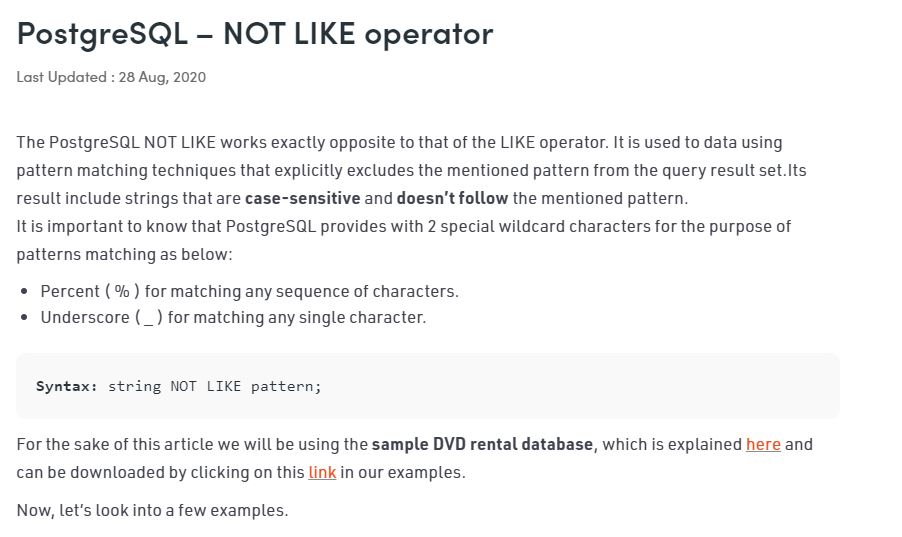 PostgreSQL – NOT LIKE operator
Last Updated : 28 Aug, 2020
The PostgreSQL NOT LIKE works exactly opposite to that of the LIKE operator. It is used to data using
pattern matching techniques that explicitly excludes the mentioned pattern from the query result set.Its
result include strings that are case-sensitive and doesn't follow the mentioned pattern.
It is important to know that PostgreSQL provides with 2 special wildcard characters for the purpose of
patterns matching as below:
• Percent ( % ) for matching any sequence of characters.
• Underscore ( _ ) for matching any single character.
Syntax: string NOT LIKE pattern;
For the sake of this article we will be using the sample DVD rental database, which is explained here and
can be downloaded by clicking on this link in our examples.
Now, let's look into a few examples.